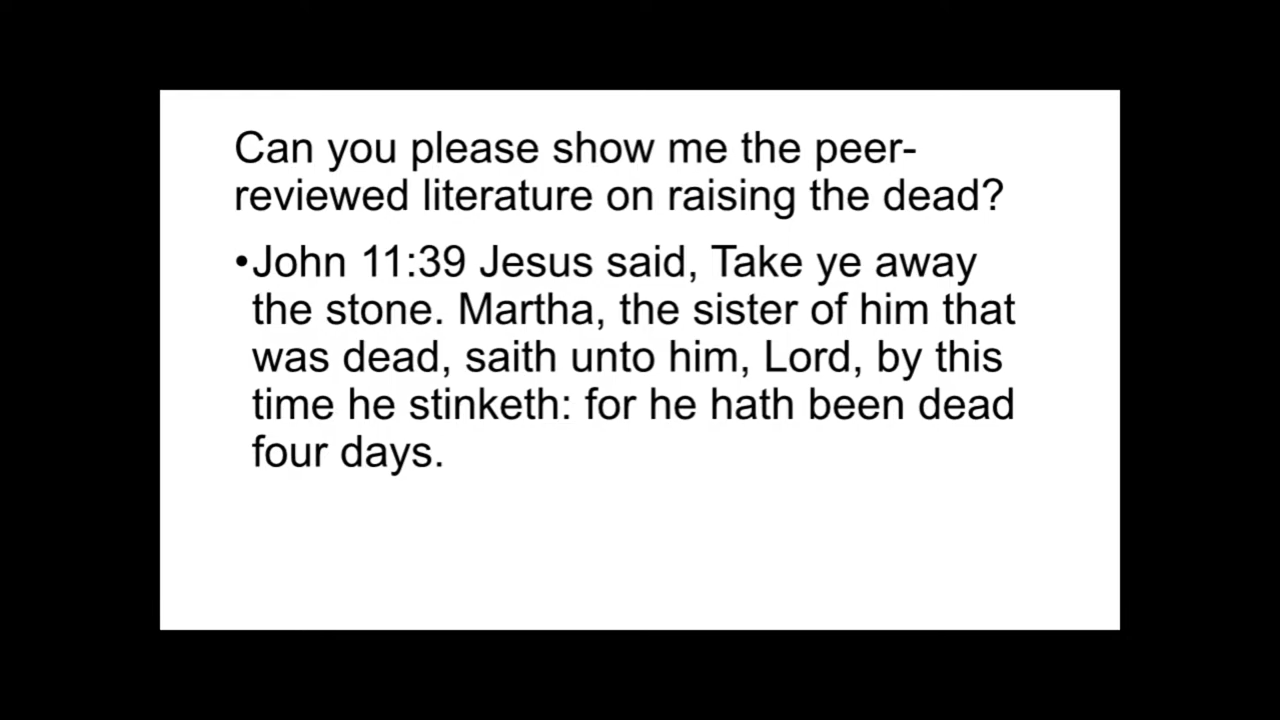 Can you please show me the peer-
reviewed literature on raising the dead?
•John 11:39 Jesus said, Take ye away
the stone. Martha, the sister of him that
was dead, saith unto him, Lord, by this
time he stinketh: for he hath been dead
four days.